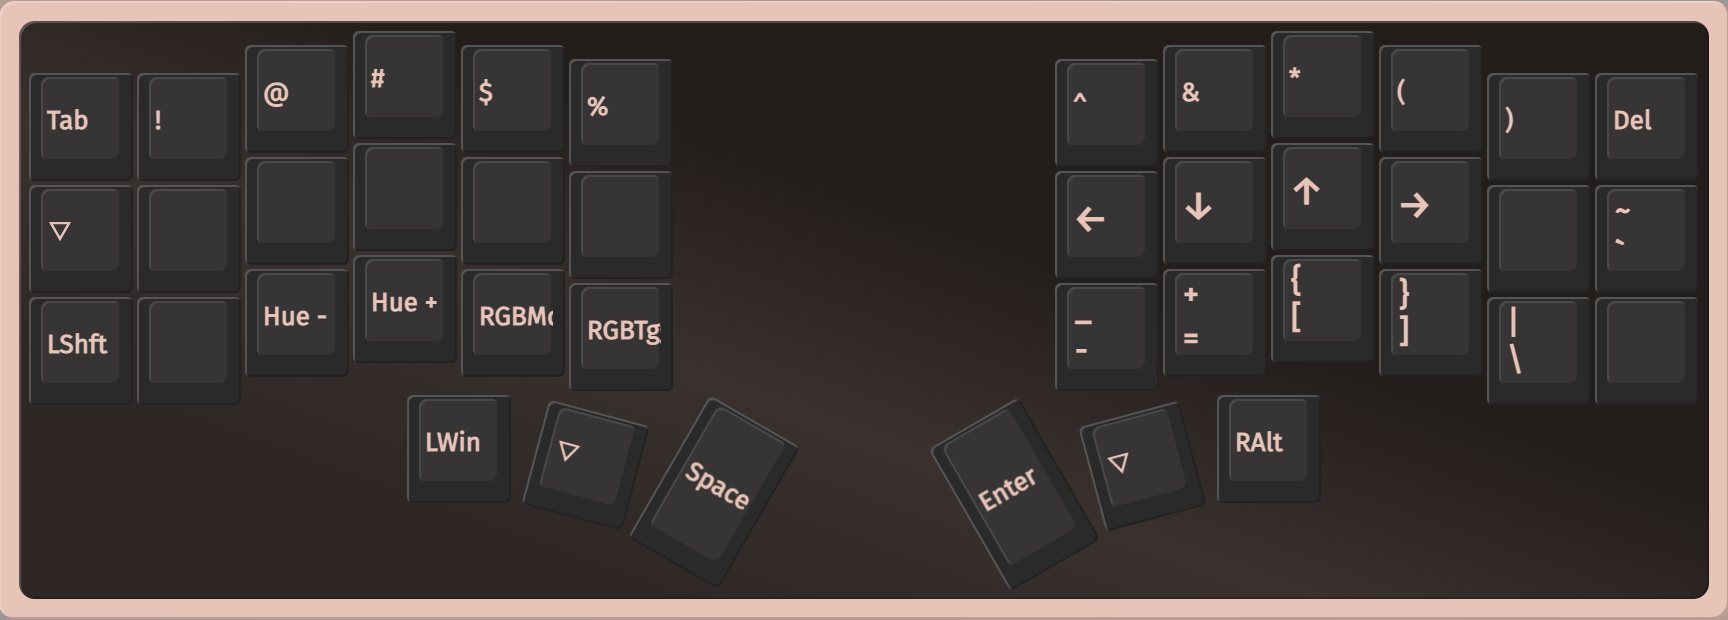 Tab ! @ # $ % ^ & * ( ) Del
▽ ← ↓ ↑ → ~
`
LShft Hue - Hue + RGBMo RGBTg _
-
+
=
{
[
}
]
|
\
LWin ▽ Space Enter ▽ RAlt